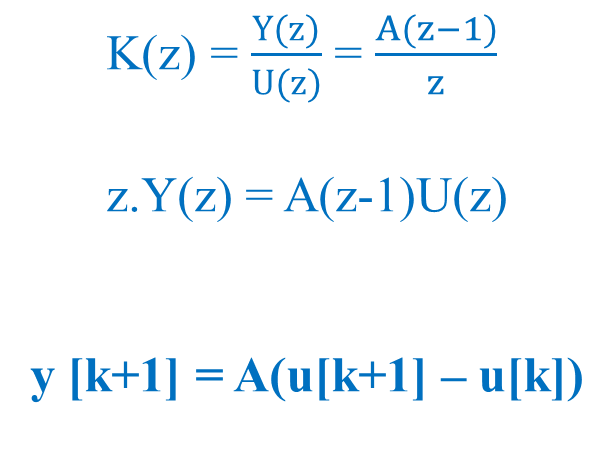 K(z) = Y(z)/U(z) = A(z−1)/z
z.Y(z) = A(z-1)U(z)
y [k+1] = A(u[k+1] – u[k])